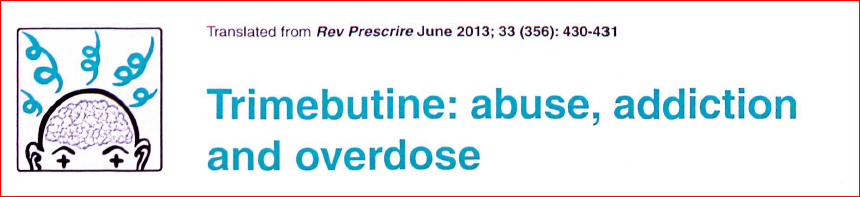 Translated from Rev Prescrire June 2013; 33 (356): 430-431
Trimebutine: abuse, addiction
and overdose